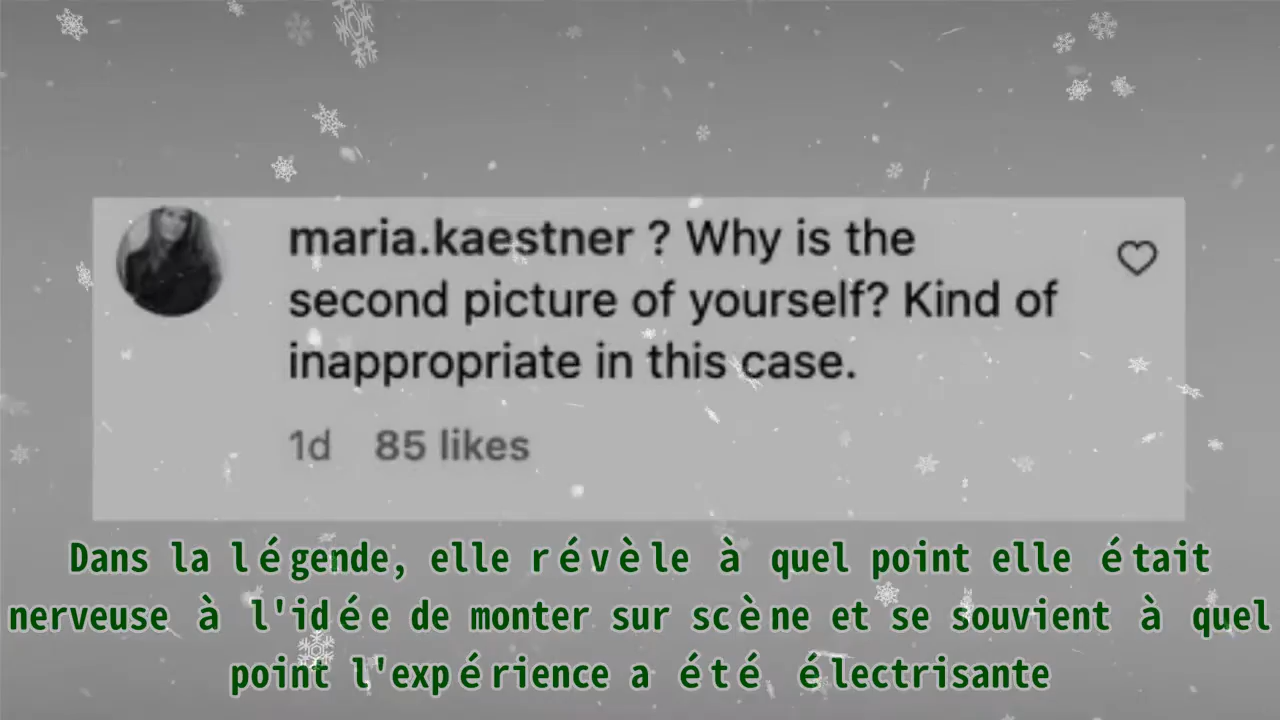 maria.kaestner ? Why is the
second picture of yourself? Kind of
inappropriate in this case.
1d 85 likes
Dans la légende, elle révèle à quel point elle était
nerveuse à l'idée de monter sur scène et se souvient à quel
point l'expérience a été électrisante